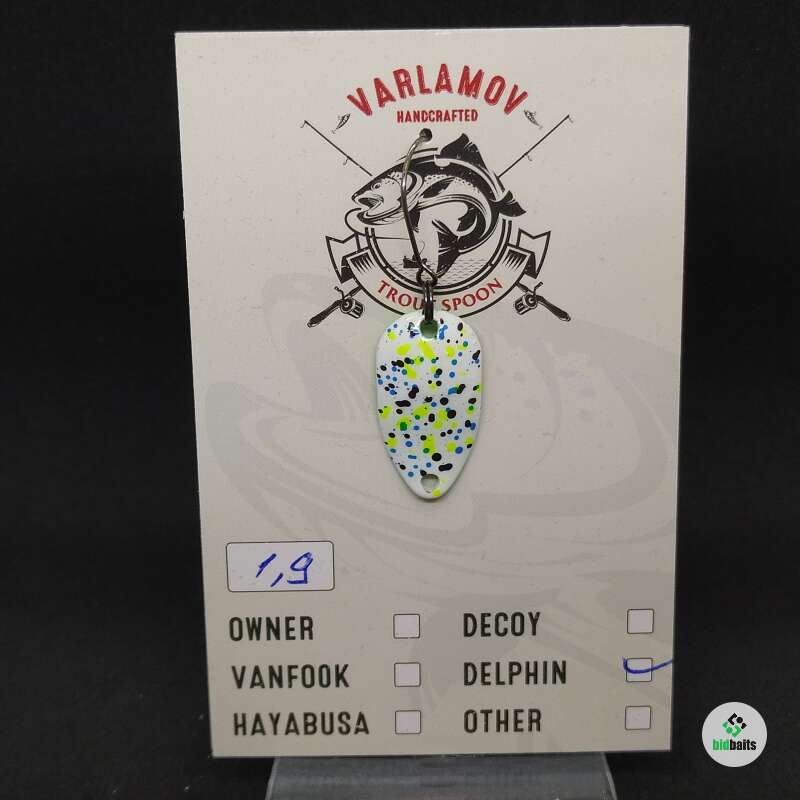 VARLAMOV
HANDCRAFTED
TROUT SPOON
1,9
OWNER
DECOY
VANFOOK
DELPHIN
HAYABUSA
OTHER
bidbaits